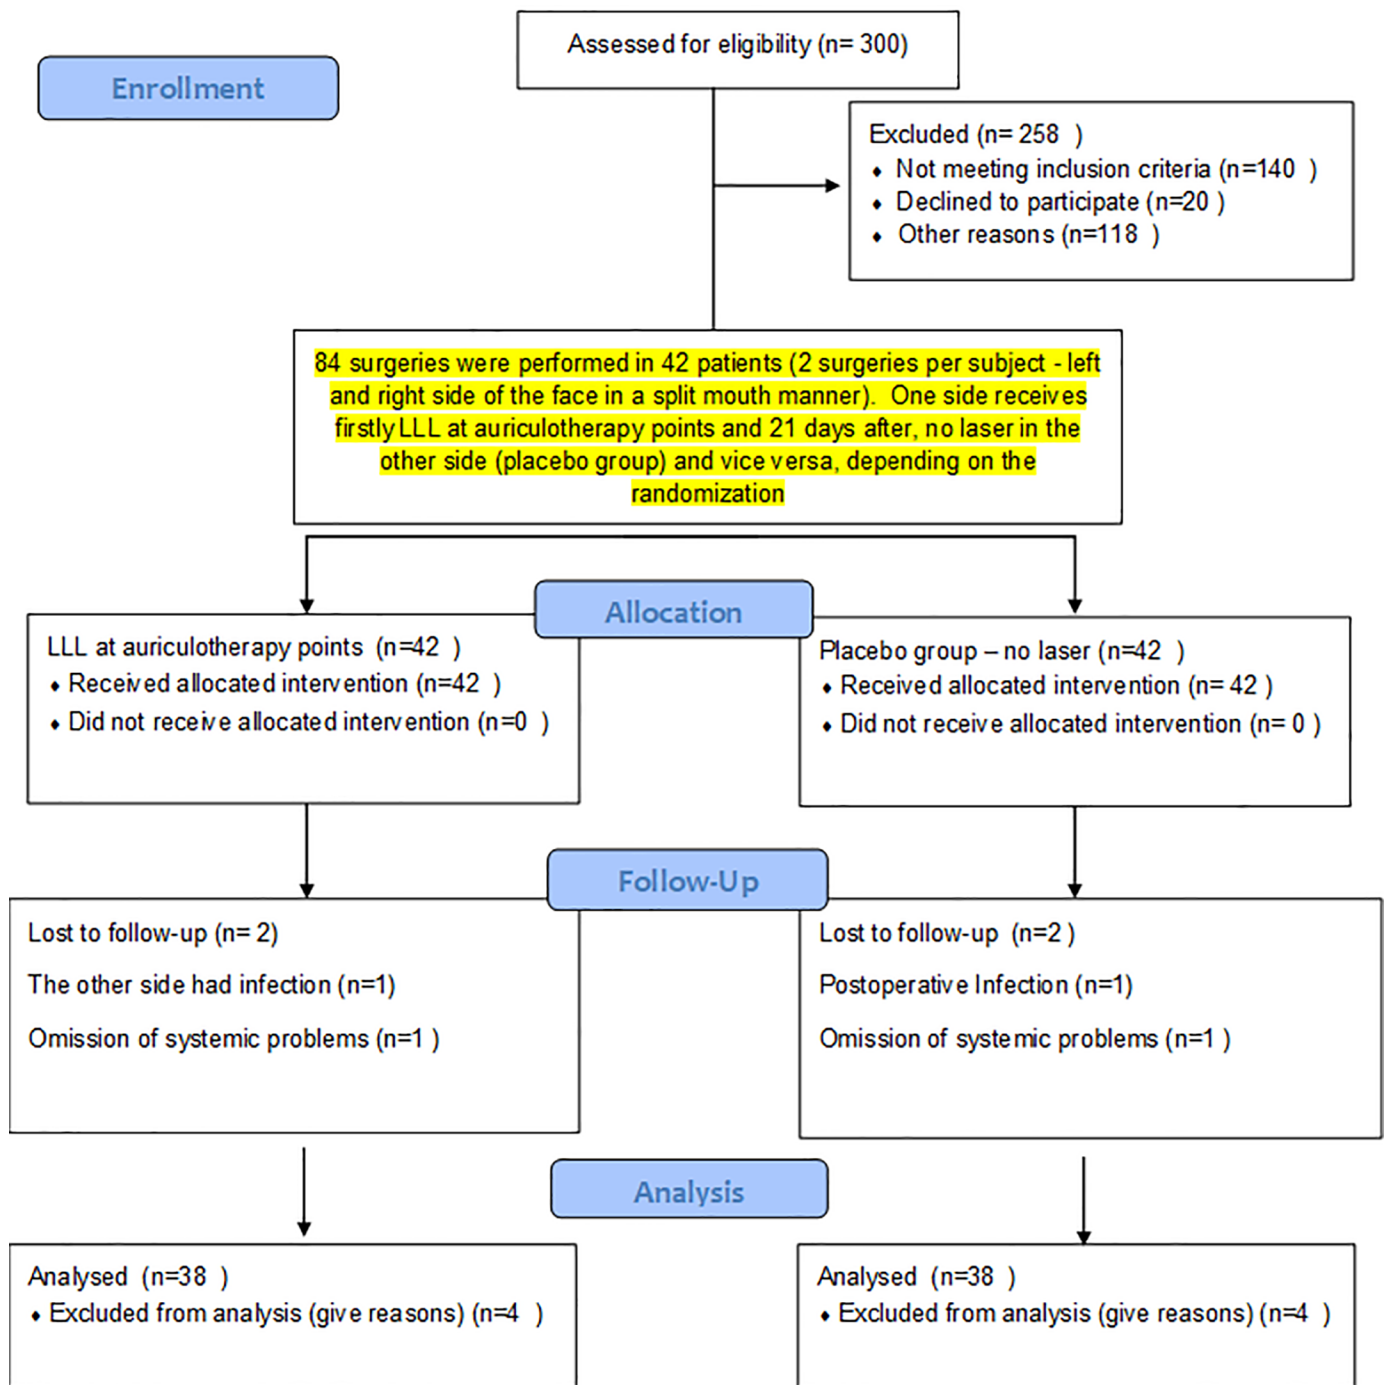 Assessed for eligibility (n= 300)
Enrollment
Excluded (n= 258 )
♦ Not meeting inclusion criteria (n=140 )
♦ Declined to participate (n=20 )
♦ Other reasons (n=118 )
84 surgeries were performed in 42 patients (2 surgeries per subject - left
and right side of the face in a split mouth manner). One side receives
firstly LLL at auriculotherapy points and 21 days after, no laser in the
other side (placebo group) and vice versa, depending on the
randomization
Allocation
LLL at auriculotherapy points (n=42 )
♦ Received allocated intervention (n=42 )
♦ Did not receive allocated intervention (n=0 )
Placebo group – no laser (n=42 )
♦ Received allocated intervention (n= 42 )
♦ Did not receive allocated intervention (n= 0 )
Follow-Up
Lost to follow-up (n= 2)
The other side had infection (n=1)
Omission of systemic problems (n=1 )
Lost to follow-up (n=2 )
Postoperative Infection (n=1)
Omission of systemic problems (n=1 )
Analysis
Analysed (n=38 )
♦ Excluded from analysis (give reasons) (n=4 )
Analysed (n=38 )
♦ Excluded from analysis (give reasons) (n=4 )